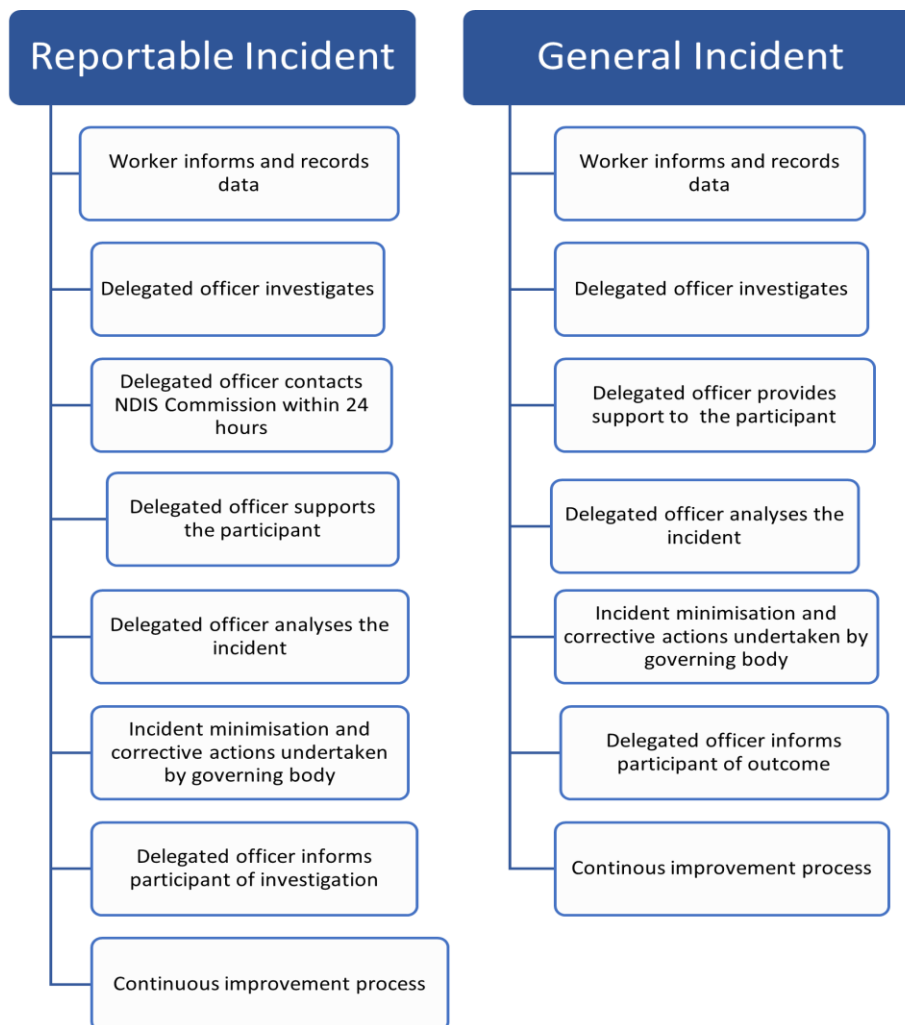 Reportable Incident
Worker informs and records
data
Delegated officer investigates
Delegated officer contacts
NDIS Commission within 24
hours
Delegated officer supports
the participant
Delegated officer analyses the
incident
Incident minimisation and
corrective actions undertaken
by governing body
Delegated officer informs
participant of investigation
Continuous improvement process
General Incident
Worker informs and records
data
Delegated officer investigates
Delegated officer provides
support to the participant
Delegated officer analyses the
incident
Incident minimisation and
corrective actions undertaken by
governing body
Delegated officer informs
participant of outcome
Continous improvement process